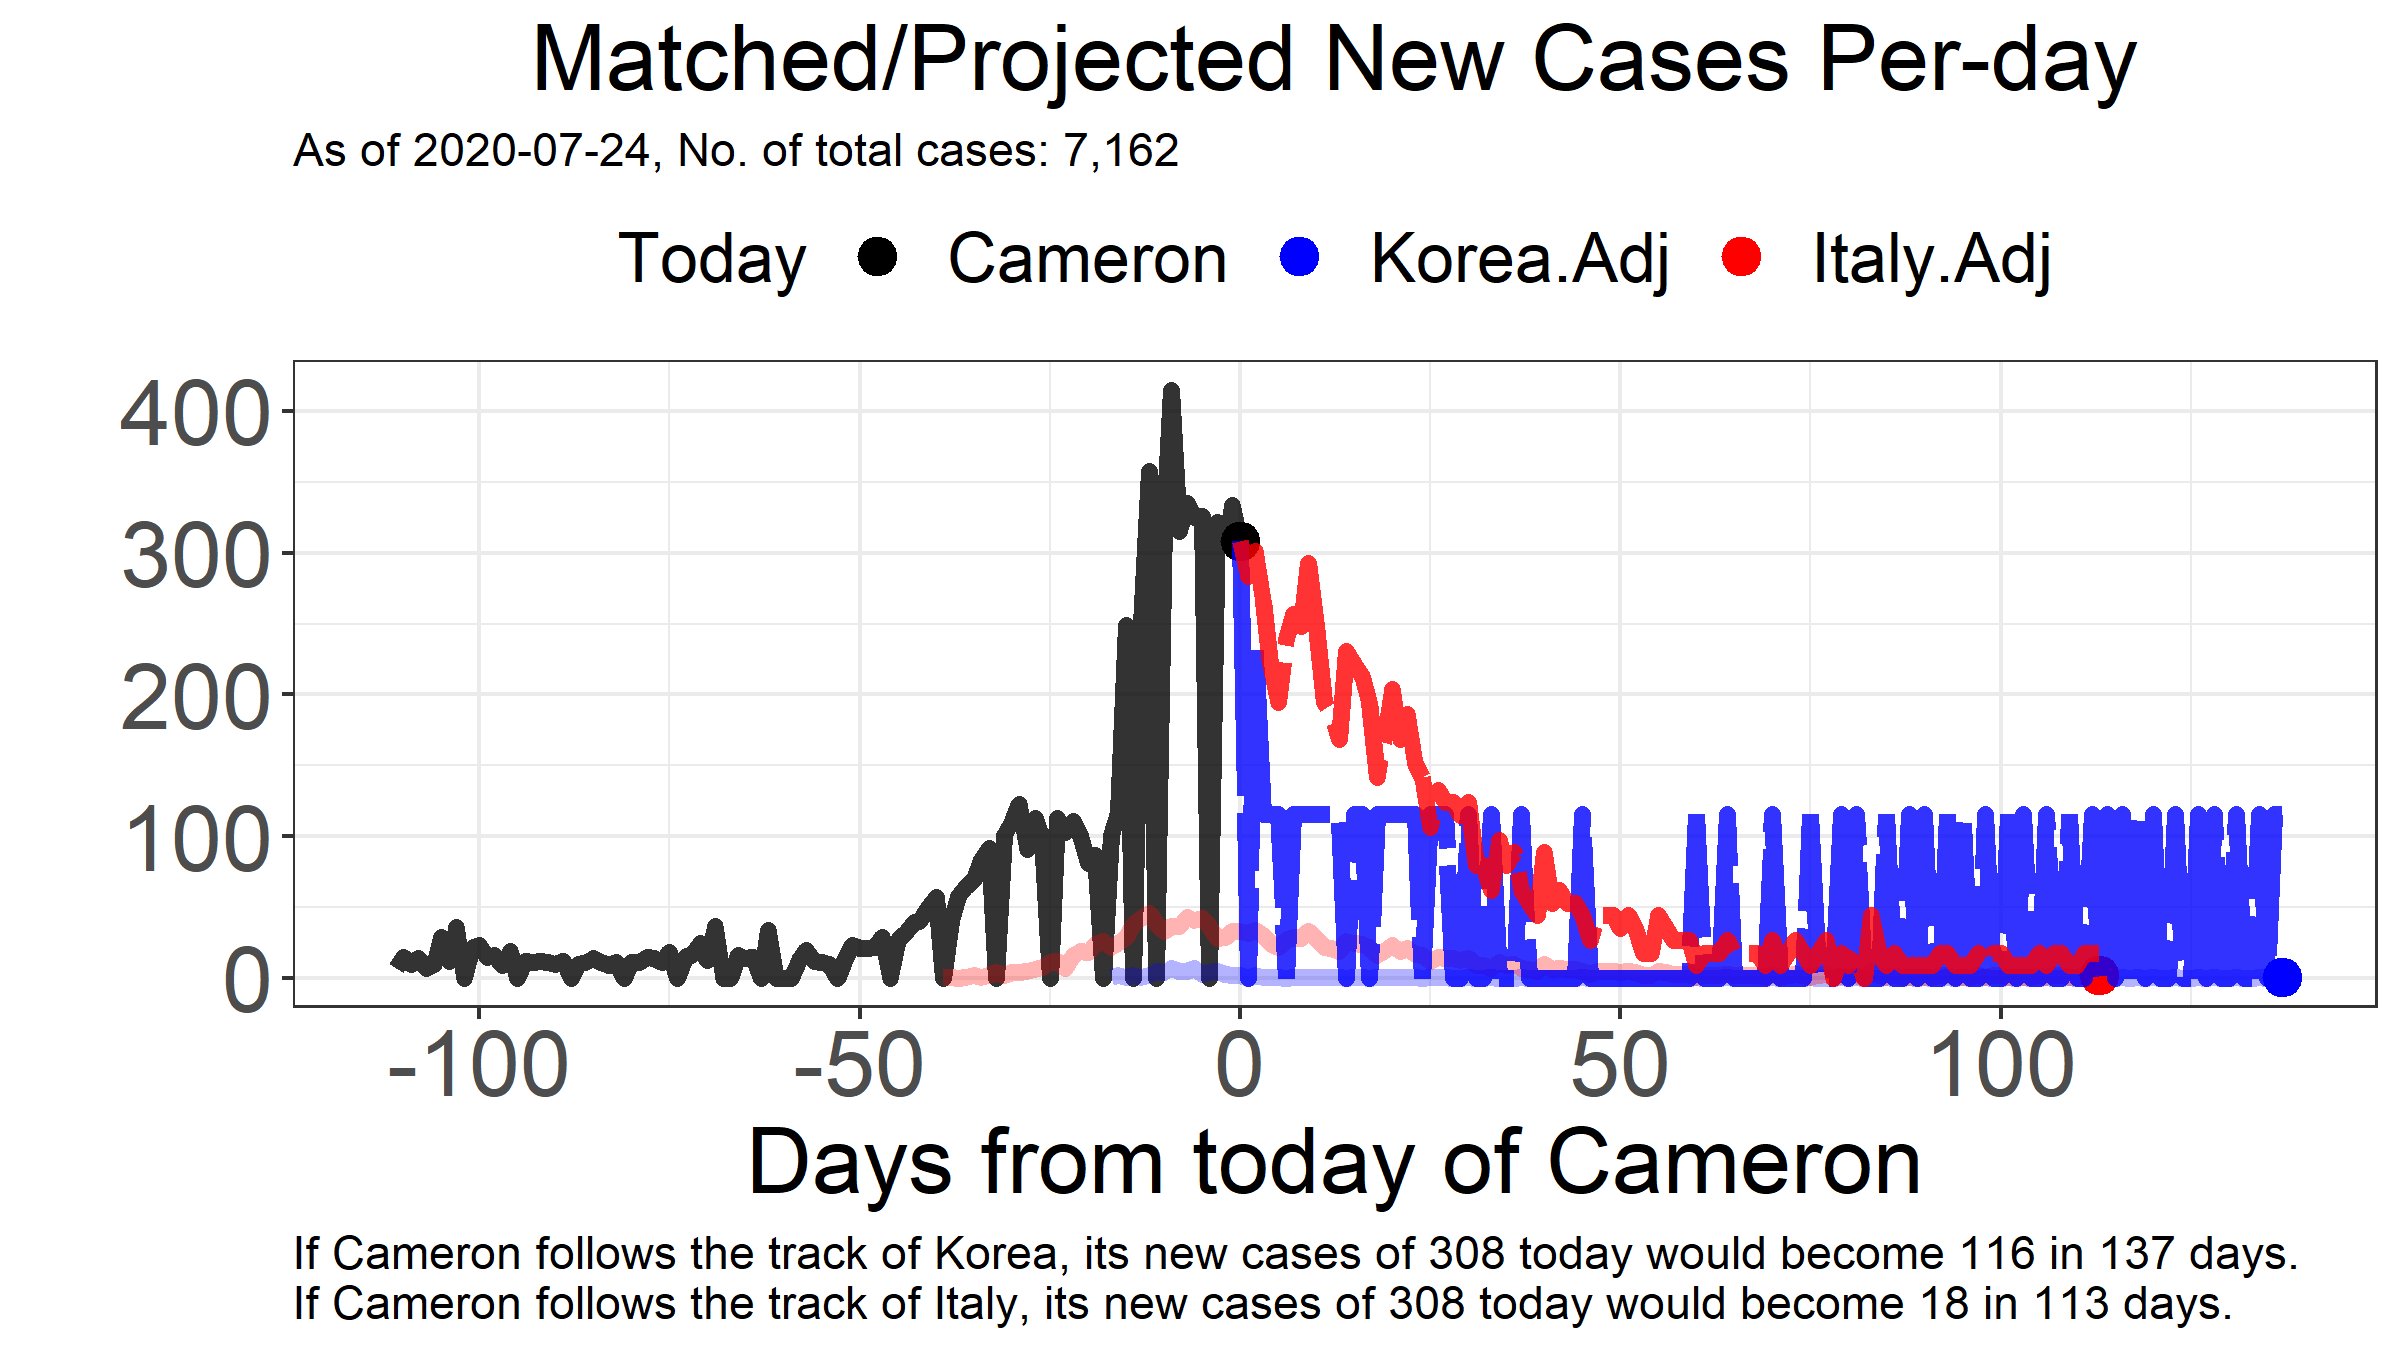 Matched/Projected New Cases Per-day
As of 2020-07-24, No. of total cases: 7,162
Today Cameron Korea.Adj Italy.Adj
400
300
200
100
0
-100 -50 0 50 100
Days from today of Cameron
If Cameron follows the track of Korea, its new cases of 308 today would become 116 in 137 days.
If Cameron follows the track of Italy, its new cases of 308 today would become 18 in 113 days.